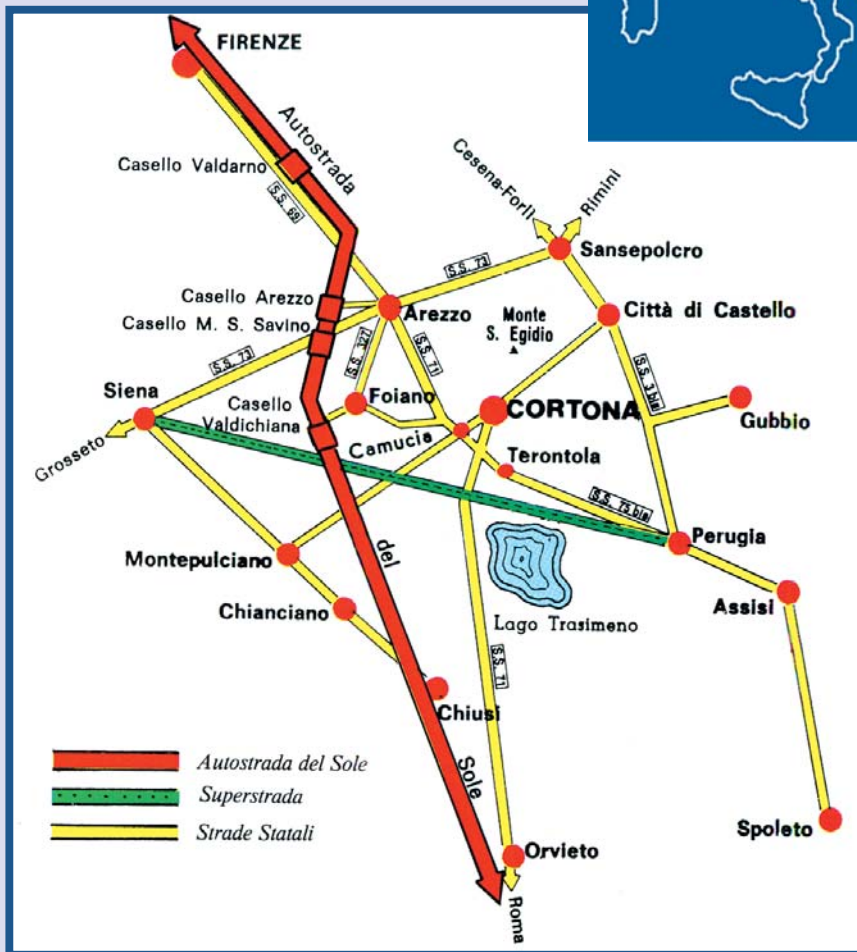 FIRENZE
Autostrada
Casello Valdarno
S.S. 69
Cesena-Forlì
Rimini
Sansepolcro
S.S. 73
Casello Arezzo
Arezzo
Monte
S. Egidio
Città di Castello
Casello M. S. Savino
S.S. 327
S.S. 71
S.S. 73
S.S. 3 bis
Siena
Foiano
CORTONA
Gubbio
Casello
Valdichiana
Camucia
Grosseto
Terontola
S.S. 75 bis
Perugia
del
Montepulciano
Assisi
Chianciano
Lago Trasimeno
S.S. 71
Chiusi
Sole
Autostrada del Sole
Superstrada
Strade Statali
Spoleto
Orvieto
Roma